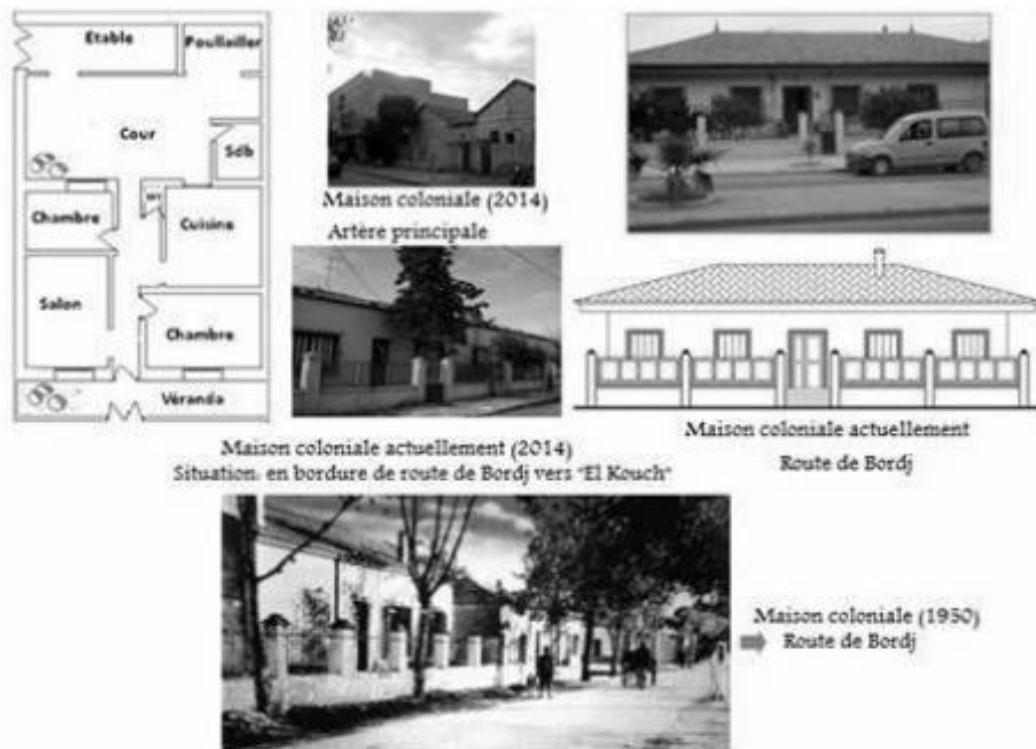 Etable
Poullailer
Cour
Sdb
Chambre
Cuisine
Salon
Chambre
Véranda
Maison coloniale (2014)
Artère principale
Maison coloniale actuellement (2014)
Situation: en bordure de route de Bordj vers "El Kouch"
Maison coloniale actuellement
Route de Bordj
Maison coloniale (1950)
Route de Bordj